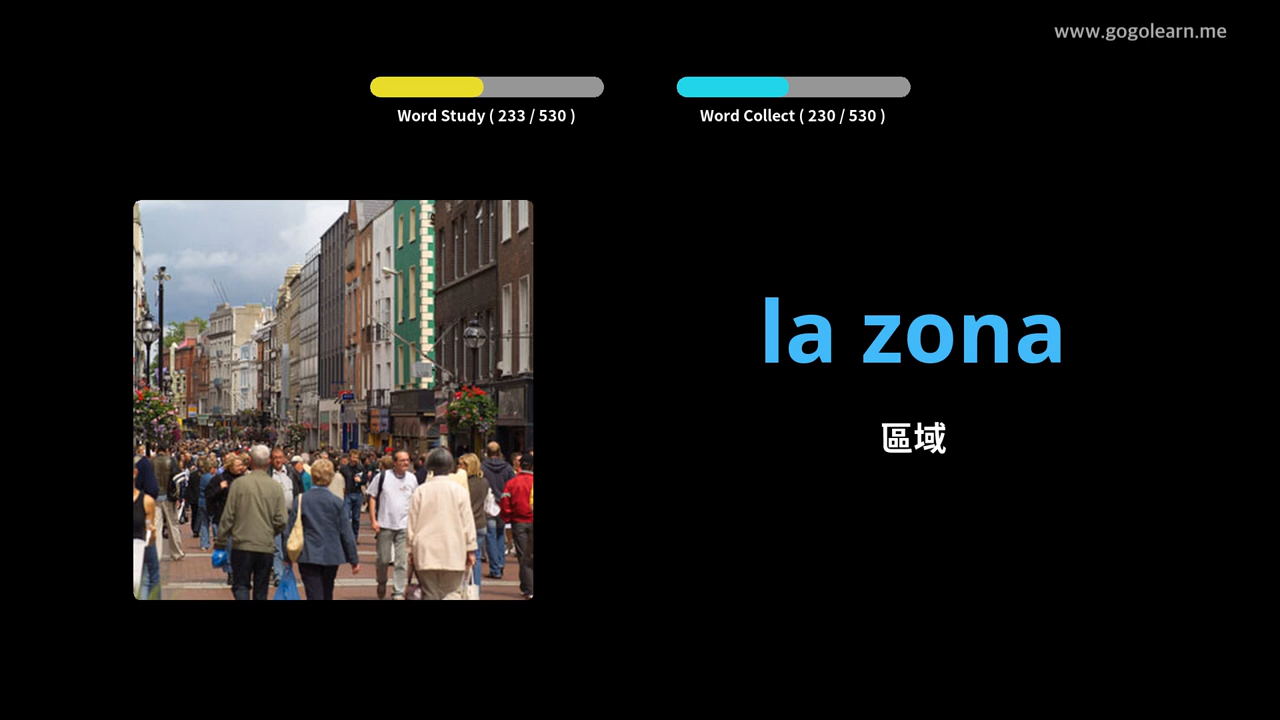 www.gogolearn.me
Word Study ( 233 / 530 )
Word Collect ( 230 / 530 )
la zona
區域